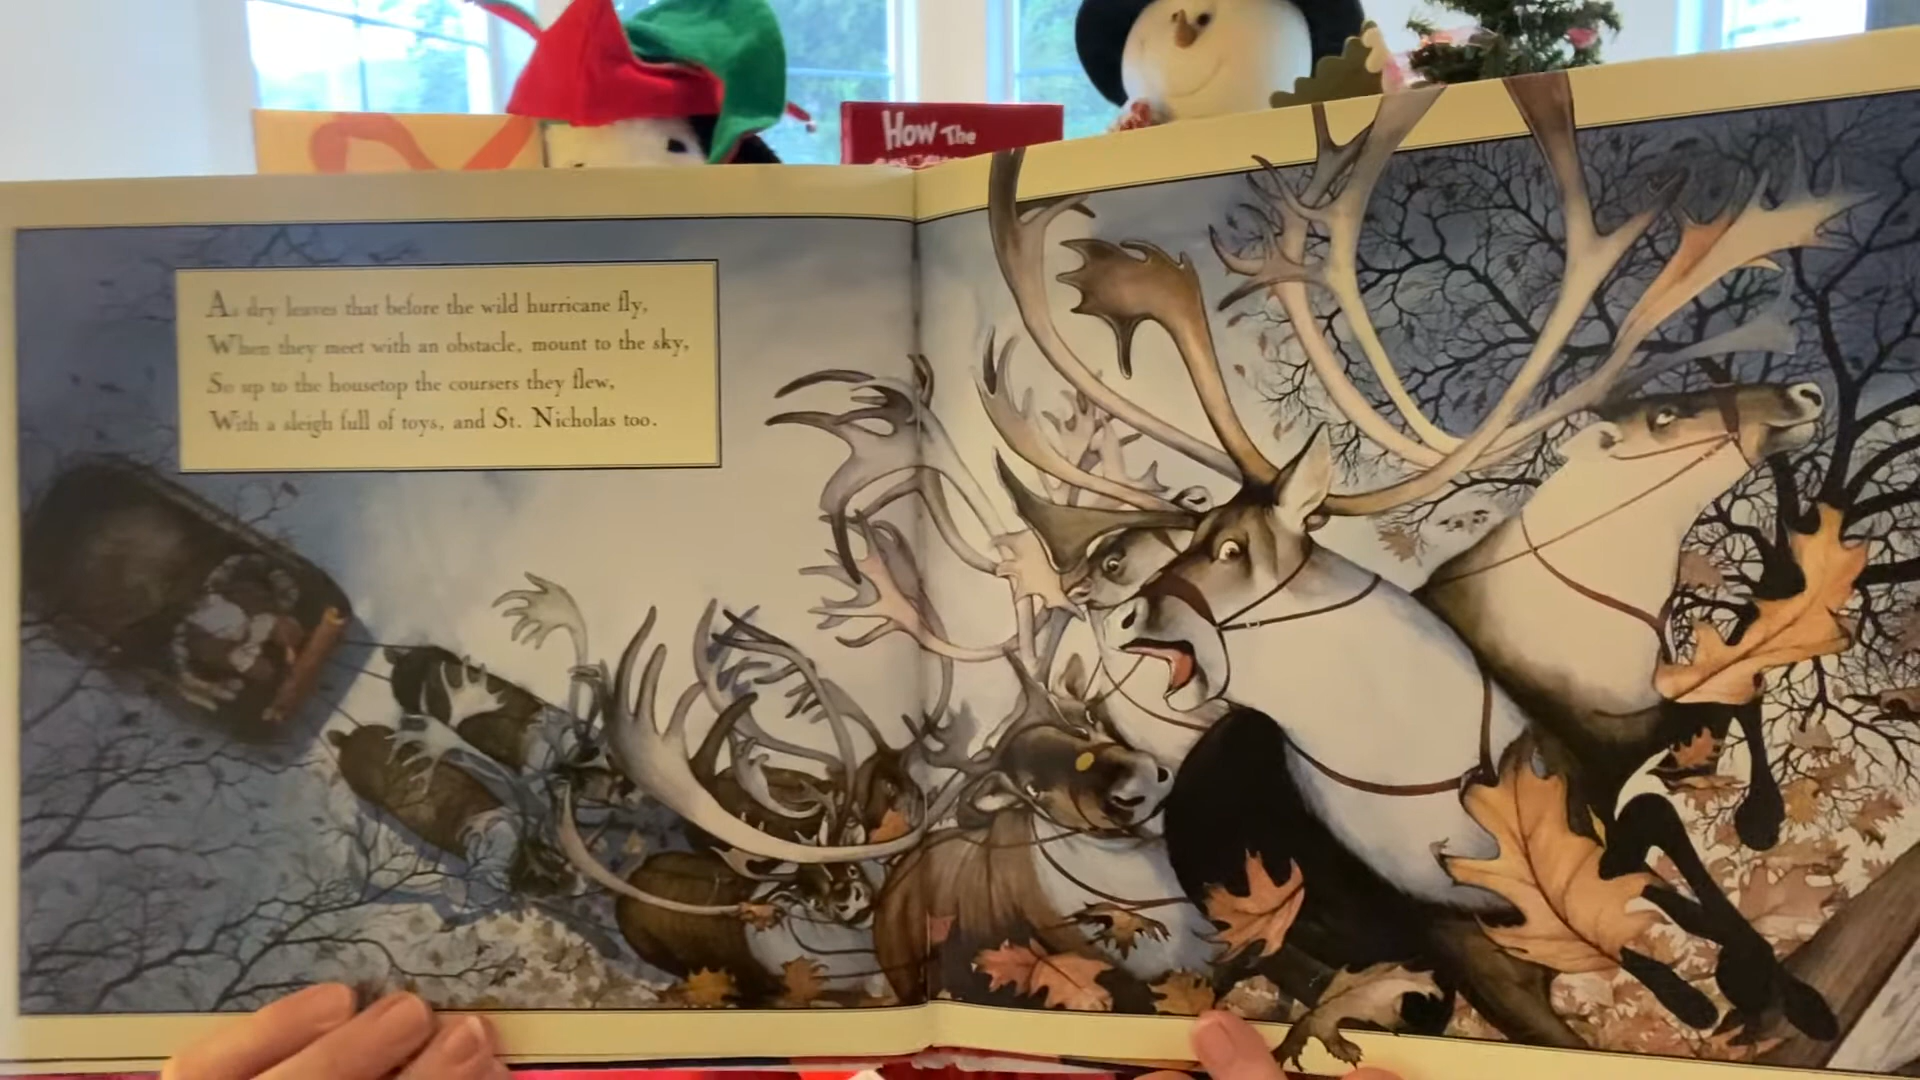 How The
As dry leaves that before the wild hurricane fly,
When they meet with an obstacle, mount to the sky,
So up to the housetop the coursers they flew,
With a sleigh full of toys, and St. Nicholas too.